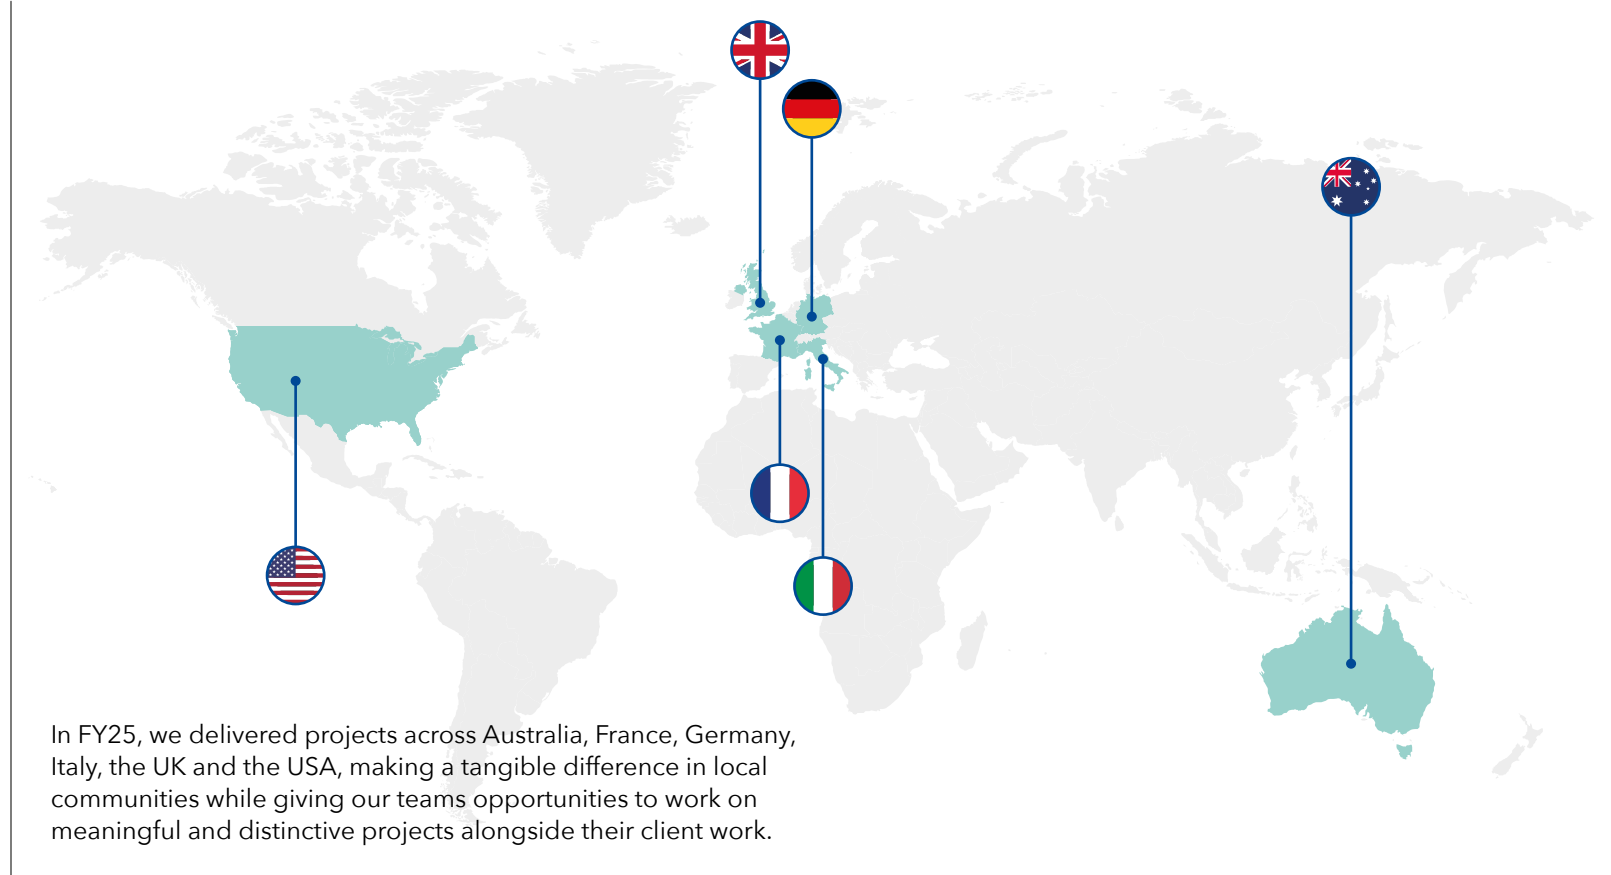 In FY25, we delivered projects across Australia, France, Germany,
Italy, the UK and the USA, making a tangible difference in local
communities while giving our teams opportunities to work on
meaningful and distinctive projects alongside their client work.